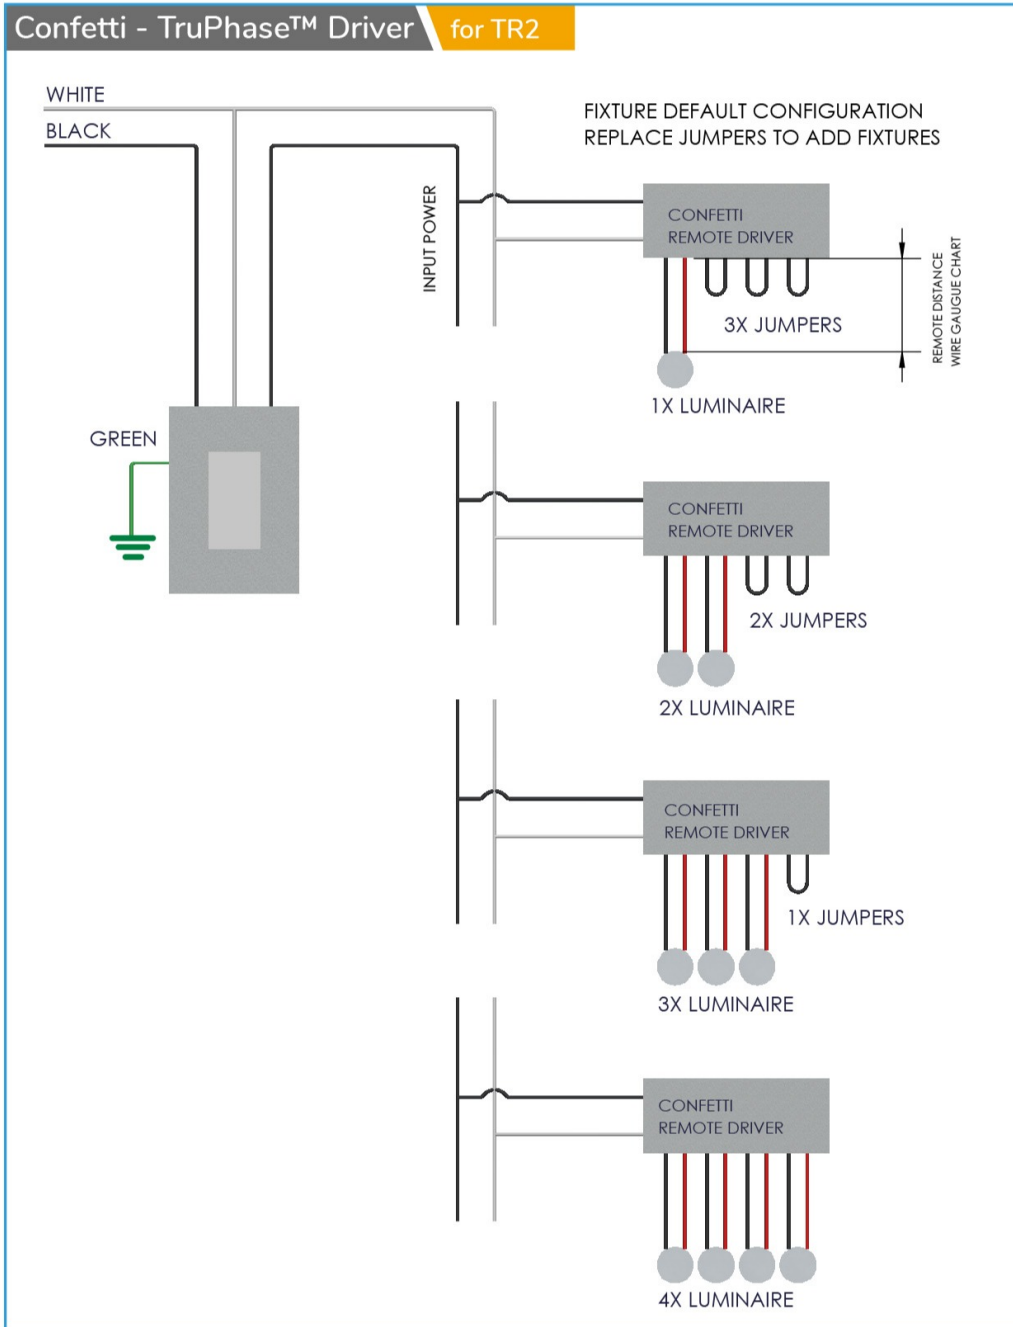 Confetti - TruPhase™ Driver for TR2
WHITE
BLACK
FIXTURE DEFAULT CONFIGURATION
REPLACE JUMPERS TO ADD FIXTURES
INPUT POWER
CONFETTI
REMOTE DRIVER
REMOTE DISTANCE
WIRE GAUGUE CHART
3X JUMPERS
1X LUMINAIRE
GREEN
CONFETTI
REMOTE DRIVER
2X JUMPERS
2X LUMINAIRE
CONFETTI
REMOTE DRIVER
1X JUMPERS
3X LUMINAIRE
CONFETTI
REMOTE DRIVER
4X LUMINAIRE